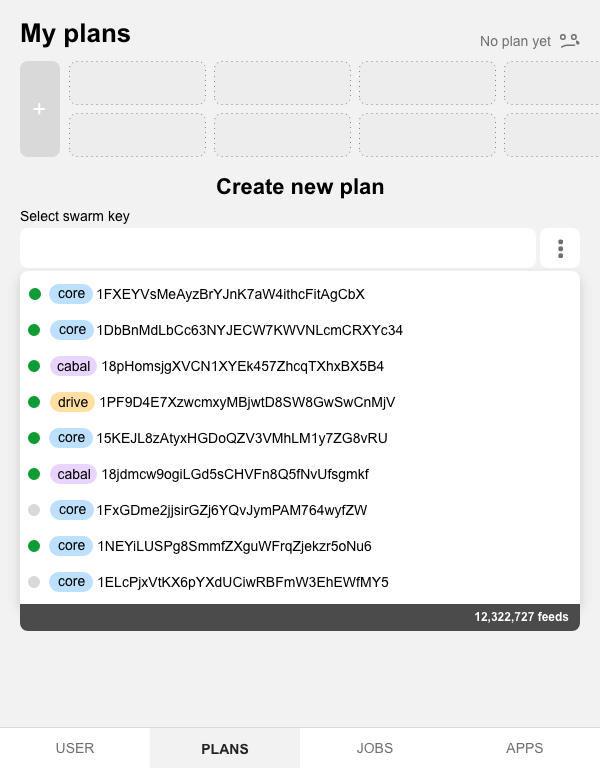 My plans
No plan yet
+
Create new plan
Select swarm key
core 1FXEYVsMeAyzBrYJnK7aW4ithcFitAgCbX
core 1DbBnMdLbCc63NYJECW7KWVNLcmCRXYc34
cabal 18pHomsjgXVCN1XYEk457ZhcqTXhxBX5B4
drive 1PF9D4E7XzwcmxyMBjwtD8SW8GwSwCnMjV
core 15KEJL8zAtyxHGDoQZV3VMhLM1y7ZG8vRU
cabal 18jdmcw9ogiLGd5sCHVFn8Q5fNvUfsgmkf
core 1FxGDme2jjsirGZj6YQvJymPAM764wyfZW
core 1NEYiLUSPg8SmmfZXguWFrqZjekzr5oNu6
core 1ELcPjxVtKX6pYXdUCiwRBFmW3EhEWfMY5
12,322,727 feeds
USER PLANS JOBS APPS